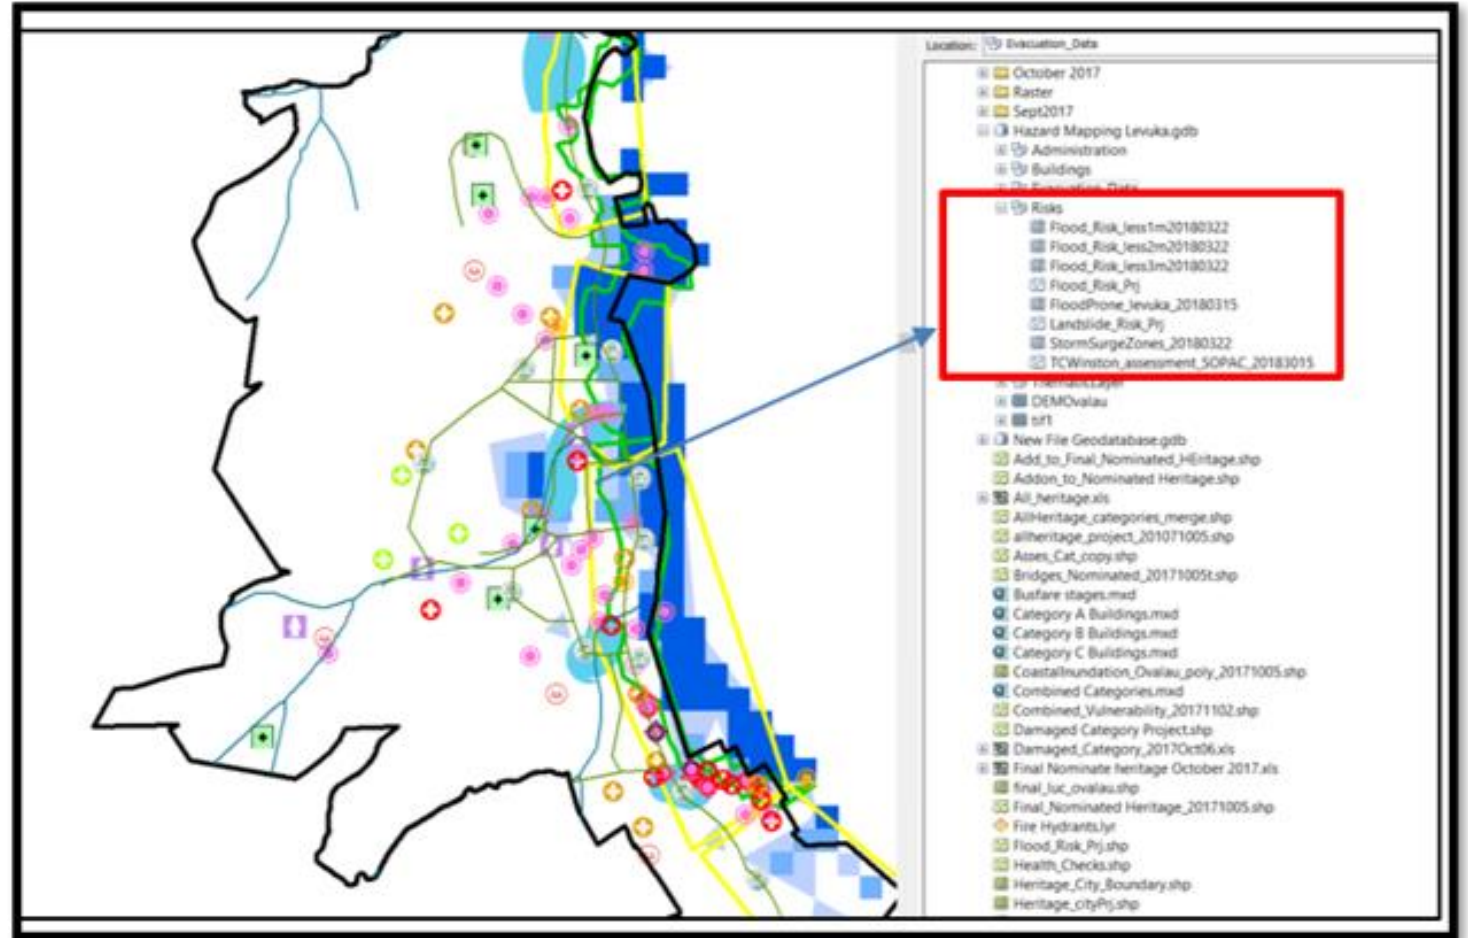 Location: Evacuation_Data
October 2017
Raster
Sept2017
Hazard Mapping Levuka.gdb
Administration
Buildings
Evacuation_Data
Risks
Flood_Risk_less1m20180322
Flood_Risk_less2m20180322
Flood_Risk_less3m20180322
Flood_Risk_Prj
FloodProne_levuka_20180315
Landslide_Risk_Prj
StormSurgeZones_20180322
TCWinston_assessment_SOPAC_20183015
ThematicLayer
DEMOvalau
tif1
New File Geodatabase.gdb
Add_to_Final_Nominated_HEritage.shp
Addon_to_Nominated Heritage.shp
All_heritage.xls
AllHeritage_categories_merge.shp
allheritage_project_201071005.shp
Asses_Cat_copy.shp
Bridges_Nominated_20171005t.shp
Busfare stages.mxd
Category A Buildings.mxd
Category B Buildings.mxd
Category C Buildings.mxd
CoastalInundation_Ovalau_poly_20171005.shp
Combined Categories.mxd
Combined_Vulnerability_20171102.shp
Damaged Category Project.shp
Damaged_Category_2017Oct06.xls
Final Nominate heritage October 2017.xls
final_luc_ovalau.shp
Final_Nominated Heritage_20171005.shp
Fire Hydrants.lyr
Flood_Risk_Prj.shp
Health_Checks.shp
Heritage_City_Boundary.shp
Heritage_cityPrj.shp